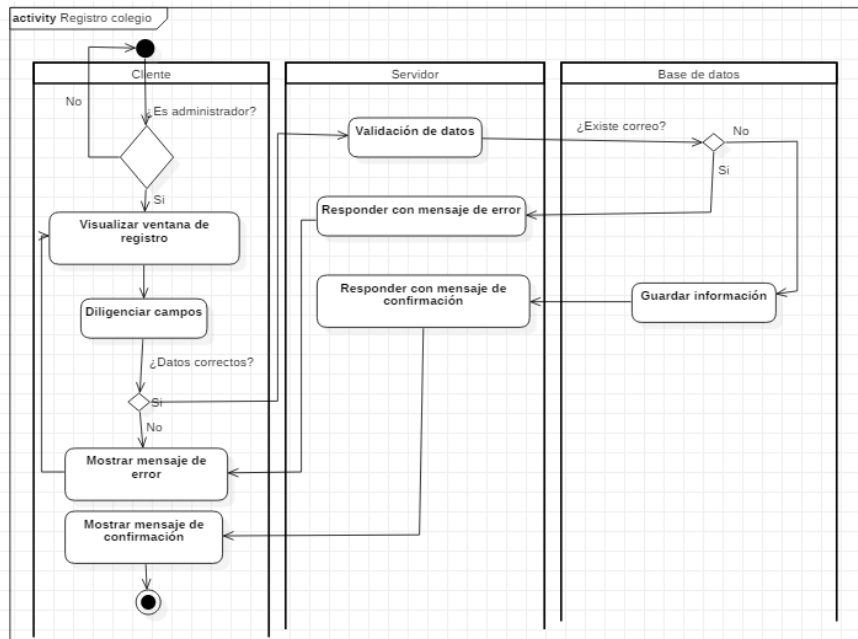 activity Registro colegio
Cliente
Servidor
Base de datos
No
¿Es administrador?
Si
Visualizar ventana de
registro
Diligenciar campos
¿Datos correctos?
Si
No
Mostrar mensaje de
error
Mostrar mensaje de
confirmación
Validación de datos
Responder con mensaje de error
Responder con mensaje de
confirmación
¿Existe correo?
No
Si
Guardar información